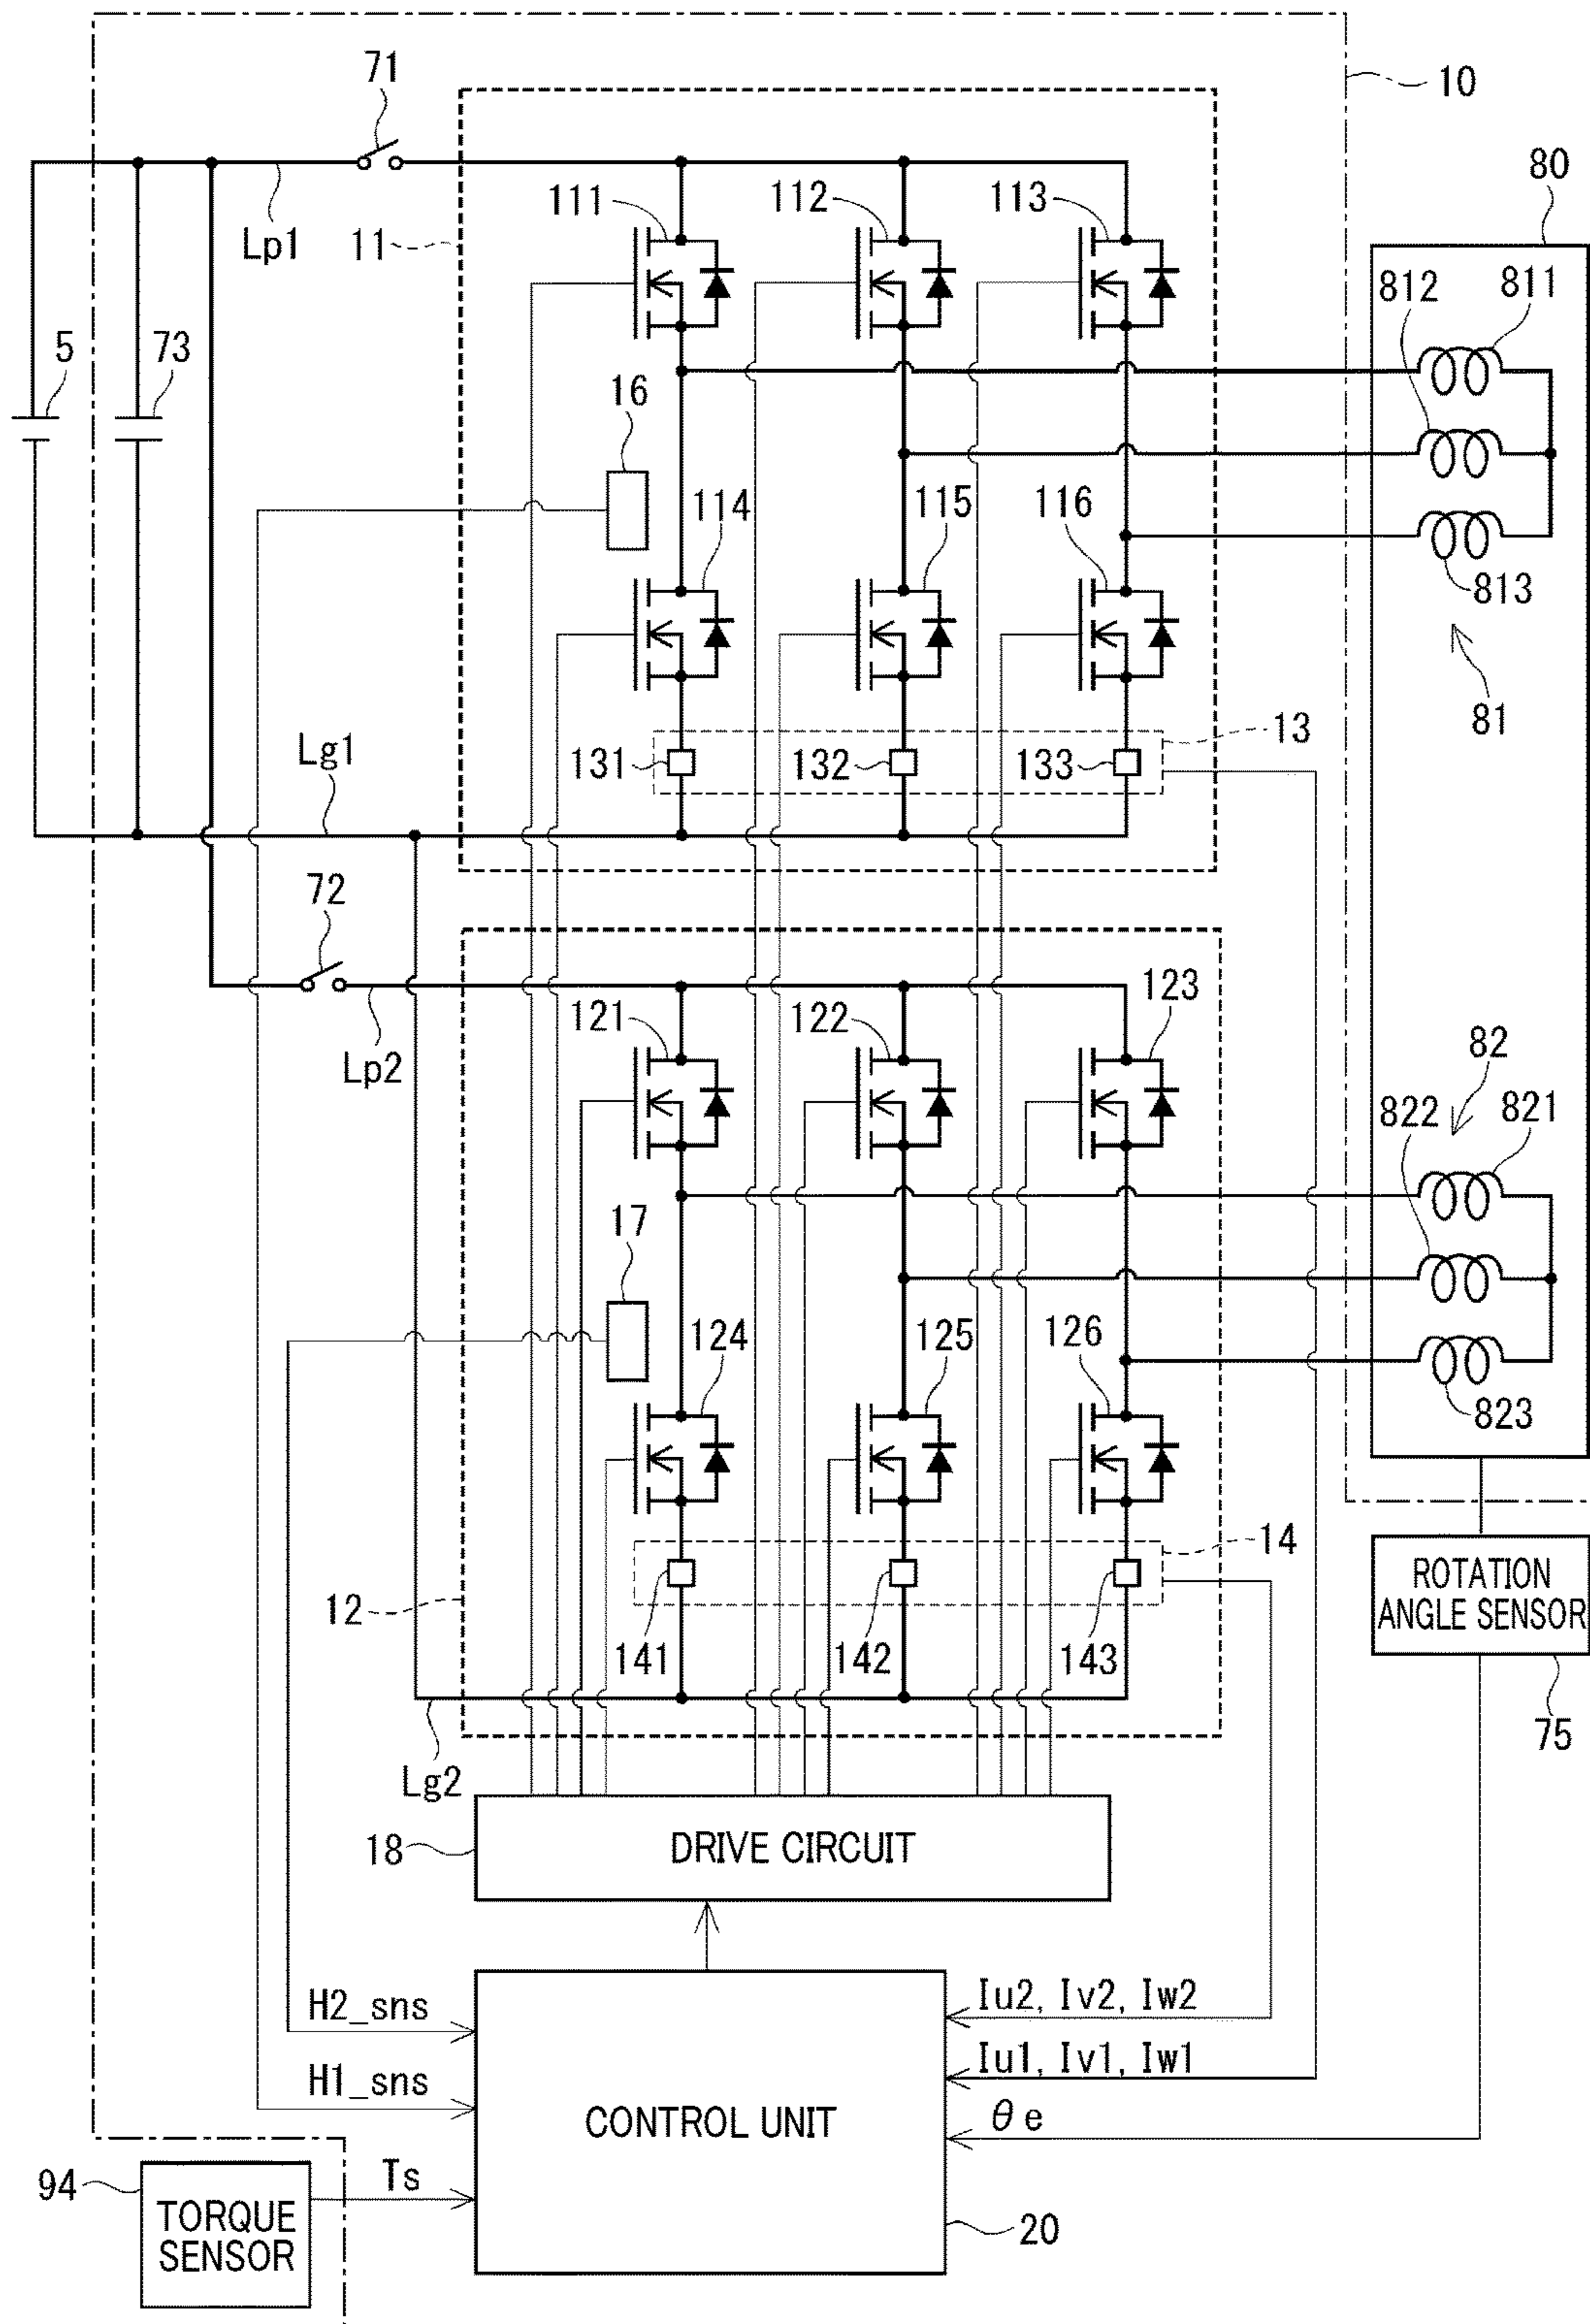 71
10
80
111
112
113
11
Lp1
812
811
5
73
16
114
115
116
813
81
Lg1
131
132
133
13
72
121
122
123
Lp2
82
822
821
17
124
125
126
823
14
12
141
142
143
ROTATION
ANGLE SENSOR
75
Lg2
18
DRIVE CIRCUIT
H2_sns
Iu2, Iv2, Iw2
H1_sns
Iu1, Iv1, Iw1
CONTROL UNIT
θe
94
Ts
TORQUE
SENSOR
20